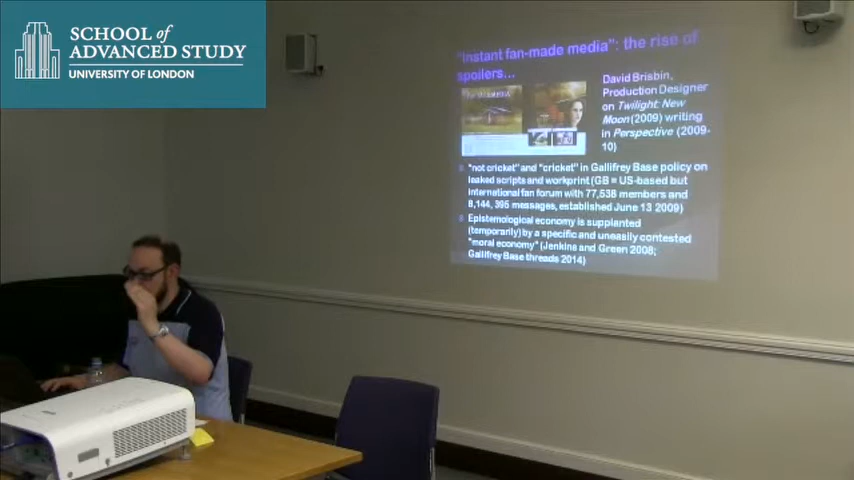 SCHOOL of
ADVANCED STUDY
UNIVERSITY OF LONDON
"Instant fan-made media": the rise of
spoilers...
David Brisbin,
Production Designer
on Twilight: New
Moon (2009) writing
in Perspective (2009-
10)
"not cricket" and "cricket" in Gallifrey Base policy on
leaked scripts and workprint (GB = US-based but
international fan forum with 77,538 members and
8,144, 395 messages, established June 13 2009)
Epistemological economy is supplanted
(temporarily) by a specific and uneasily contested
"moral economy" (Jenkins and Green 2008;
Gallifrey Base threads 2014)